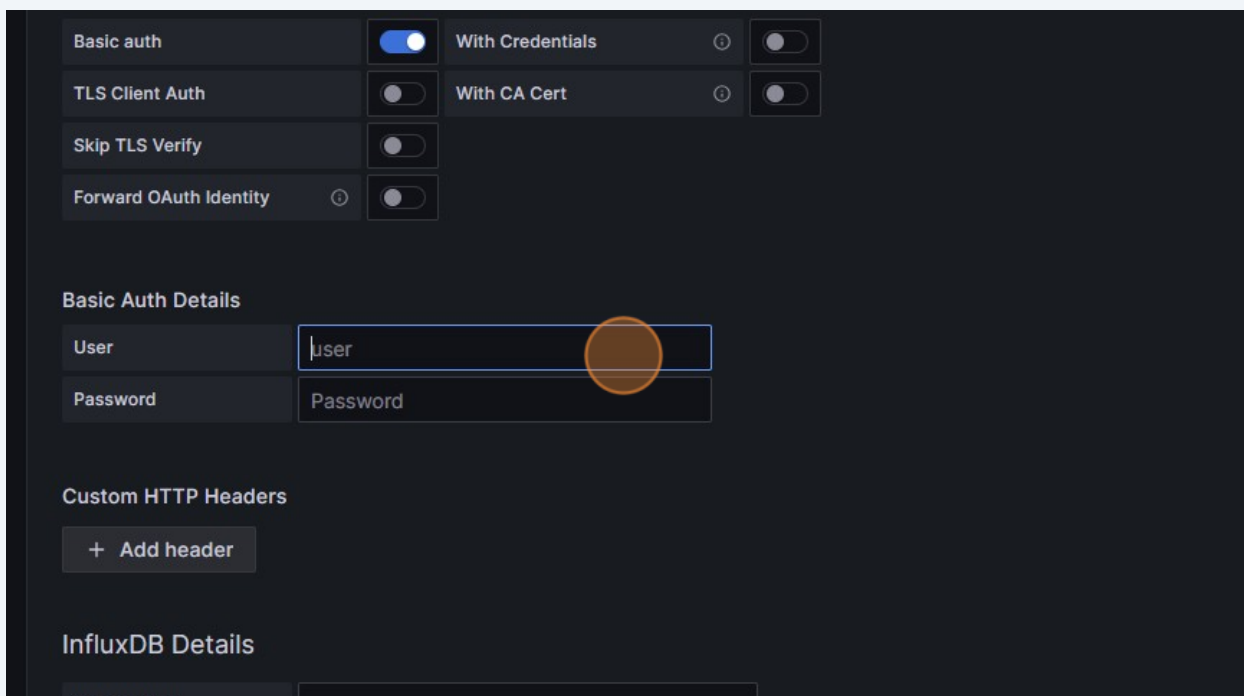 Basic auth With Credentials
TLS Client Auth With CA Cert
Skip TLS Verify
Forward OAuth Identity
Basic Auth Details
User user
Password Password
Custom HTTP Headers
+ Add header
InfluxDB Details